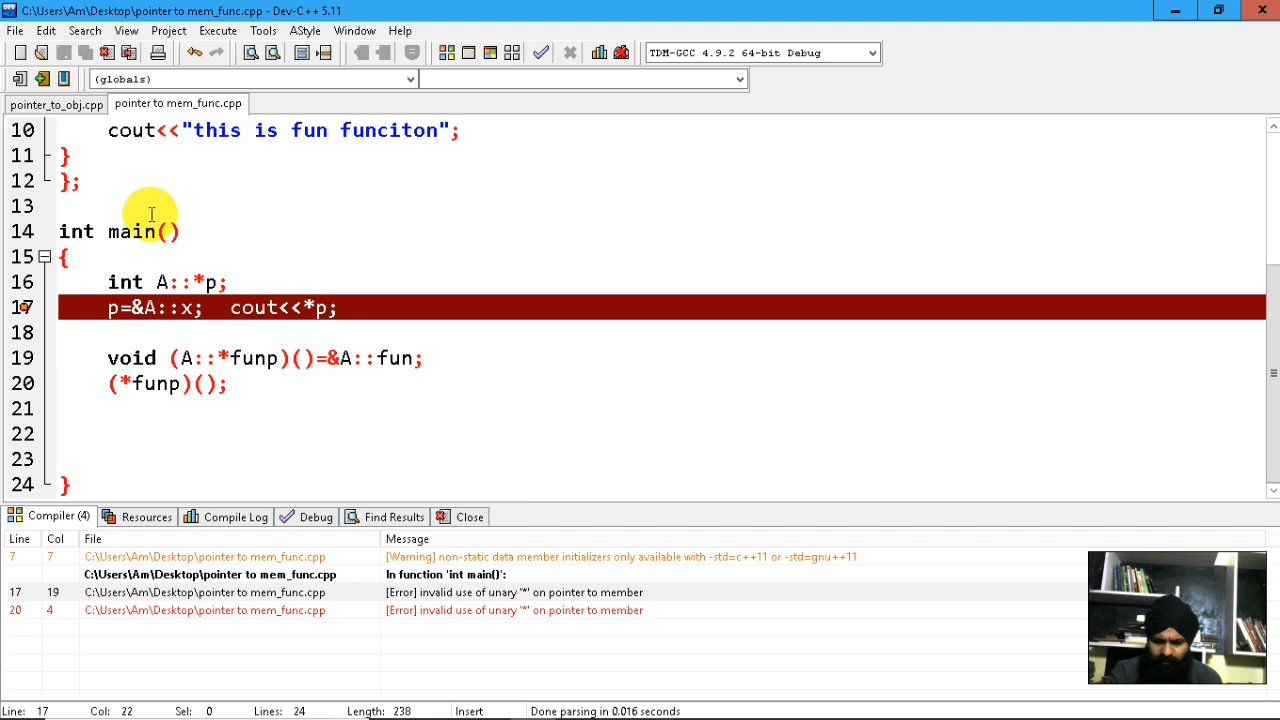 C:\Users\Am\Desktop\pointer to mem_func.cpp - Dev-C++ 5.11
File Edit Search View Project Execute Tools AStyle Window Help
TDM-GCC 4.9.2 64-bit Debug
(globals)
pointer_to_obj.cpp pointer to mem_func.cpp
10 cout<<"this is fun funciton";
11 }
12 };
13
14 int main()
15 {
16 int A::*p;
17 p=&A::x; cout<<*p;
18
19 void (A::*funp)()=&A::fun;
20 (*funp)();
21
22
23
24 }
Compiler (4) Resources Compile Log Debug Find Results Close
Line Col File Message
7 7 C:\Users\Am\Desktop\pointer to mem_func.cpp [Warning] non-static data member initializers only available with -std=c++11 or -std=gnu++11
C:\Users\Am\Desktop\pointer to mem_func.cpp In function 'int main()':
17 19 C:\Users\Am\Desktop\pointer to mem_func.cpp [Error] invalid use of unary '*' on pointer to member
20 4 C:\Users\Am\Desktop\pointer to mem_func.cpp [Error] invalid use of unary '*' on pointer to member
Line: 17 Col: 22 Sel: 0 Lines: 24 Length: 238 Insert Done parsing in 0.016 seconds